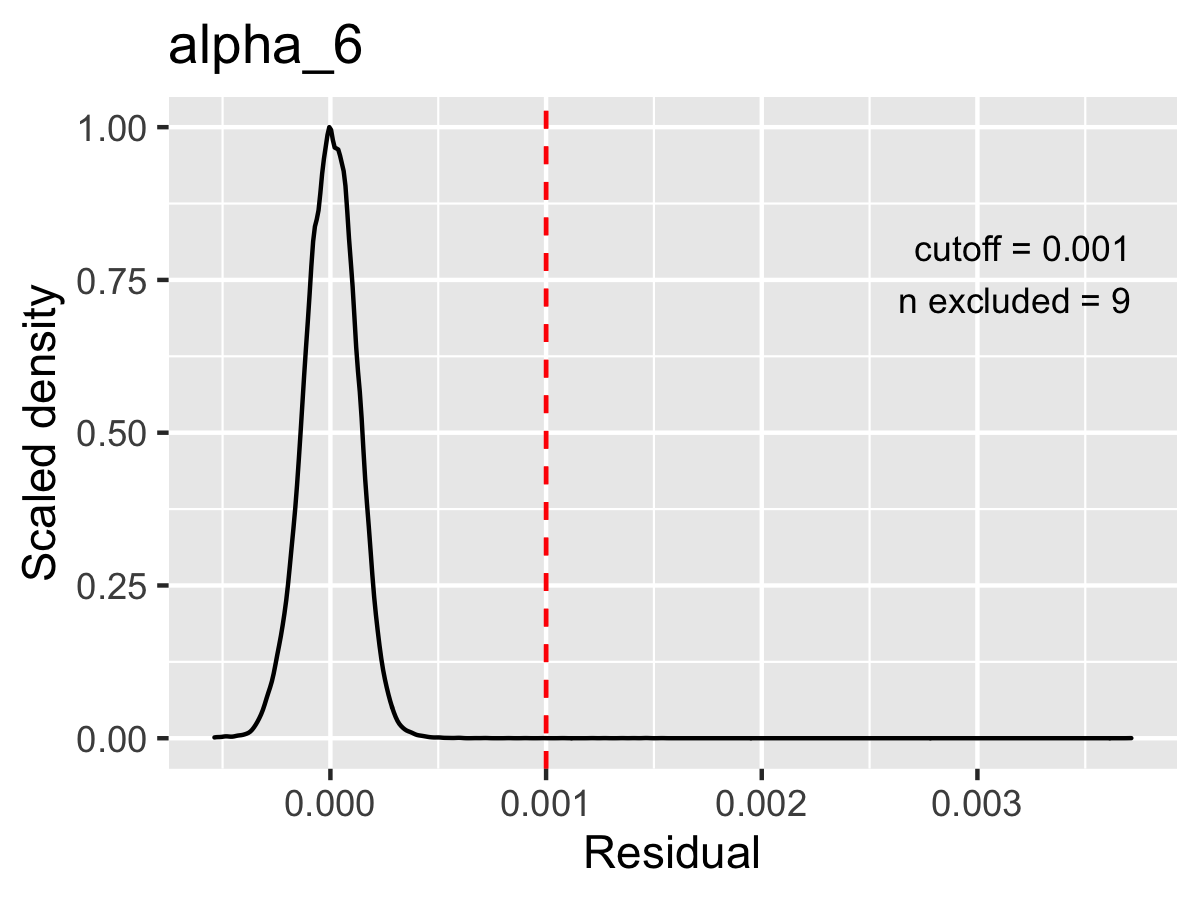 alpha_6
1.00
0.75
0.50
0.25
0.00
Scaled density
cutoff = 0.001
n excluded = 9
0.000 0.001 0.002 0.003
Residual